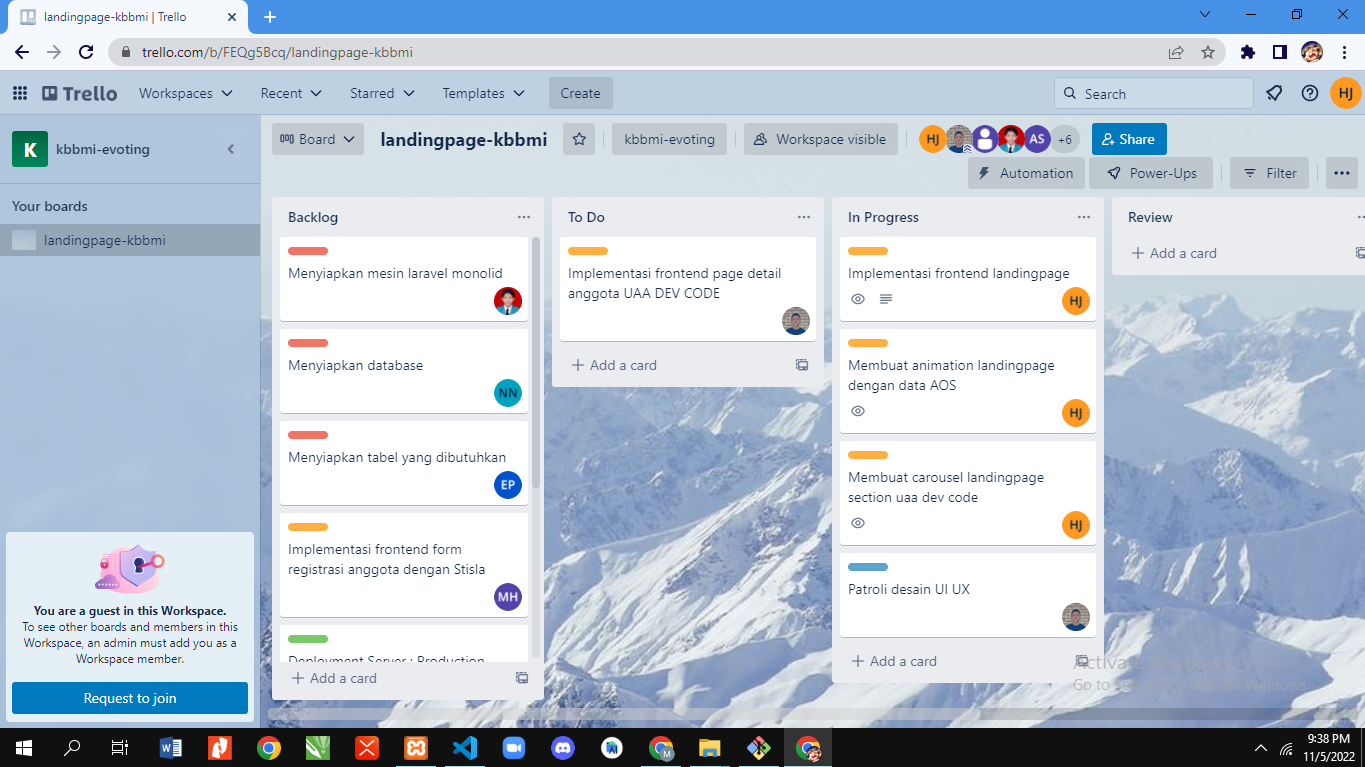 landingpage-kbbmi | Trello
trello.com/b/FEQg5Bcq/landingpage-kbbmi
Trello
Workspaces
Recent
Starred
Templates
Create
Search
HJ
K
kbbmi-evoting
Board
landingpage-kbbmi
kbbmi-evoting
Workspace visible
HJ
AS
+6
Share
Automation
Power-Ups
Filter
Your boards
landingpage-kbbmi
You are a guest in this Workspace.
To see other boards and members in this
Workspace, an admin must add you as a
Workspace member.
Request to join
Backlog
Menyiapkan mesin laravel monolid
Menyiapkan database
NN
Menyiapkan tabel yang dibutuhkan
EP
Implementasi frontend form
registrasi anggota dengan Stisla
MH
Deployment Server : Production
Add a card
To Do
Implementasi frontend page detail
anggota UAA DEV CODE
Add a card
In Progress
Implementasi frontend landingpage
HJ
Membuat animation landingpage
dengan data AOS
HJ
Membuat carousel landingpage
section uaa dev code
HJ
Patroli desain UI UX
Add a card
Review
Add a card
Activate Windows
Go to Settings to activate Windows.
M
9:38 PM
11/5/2022